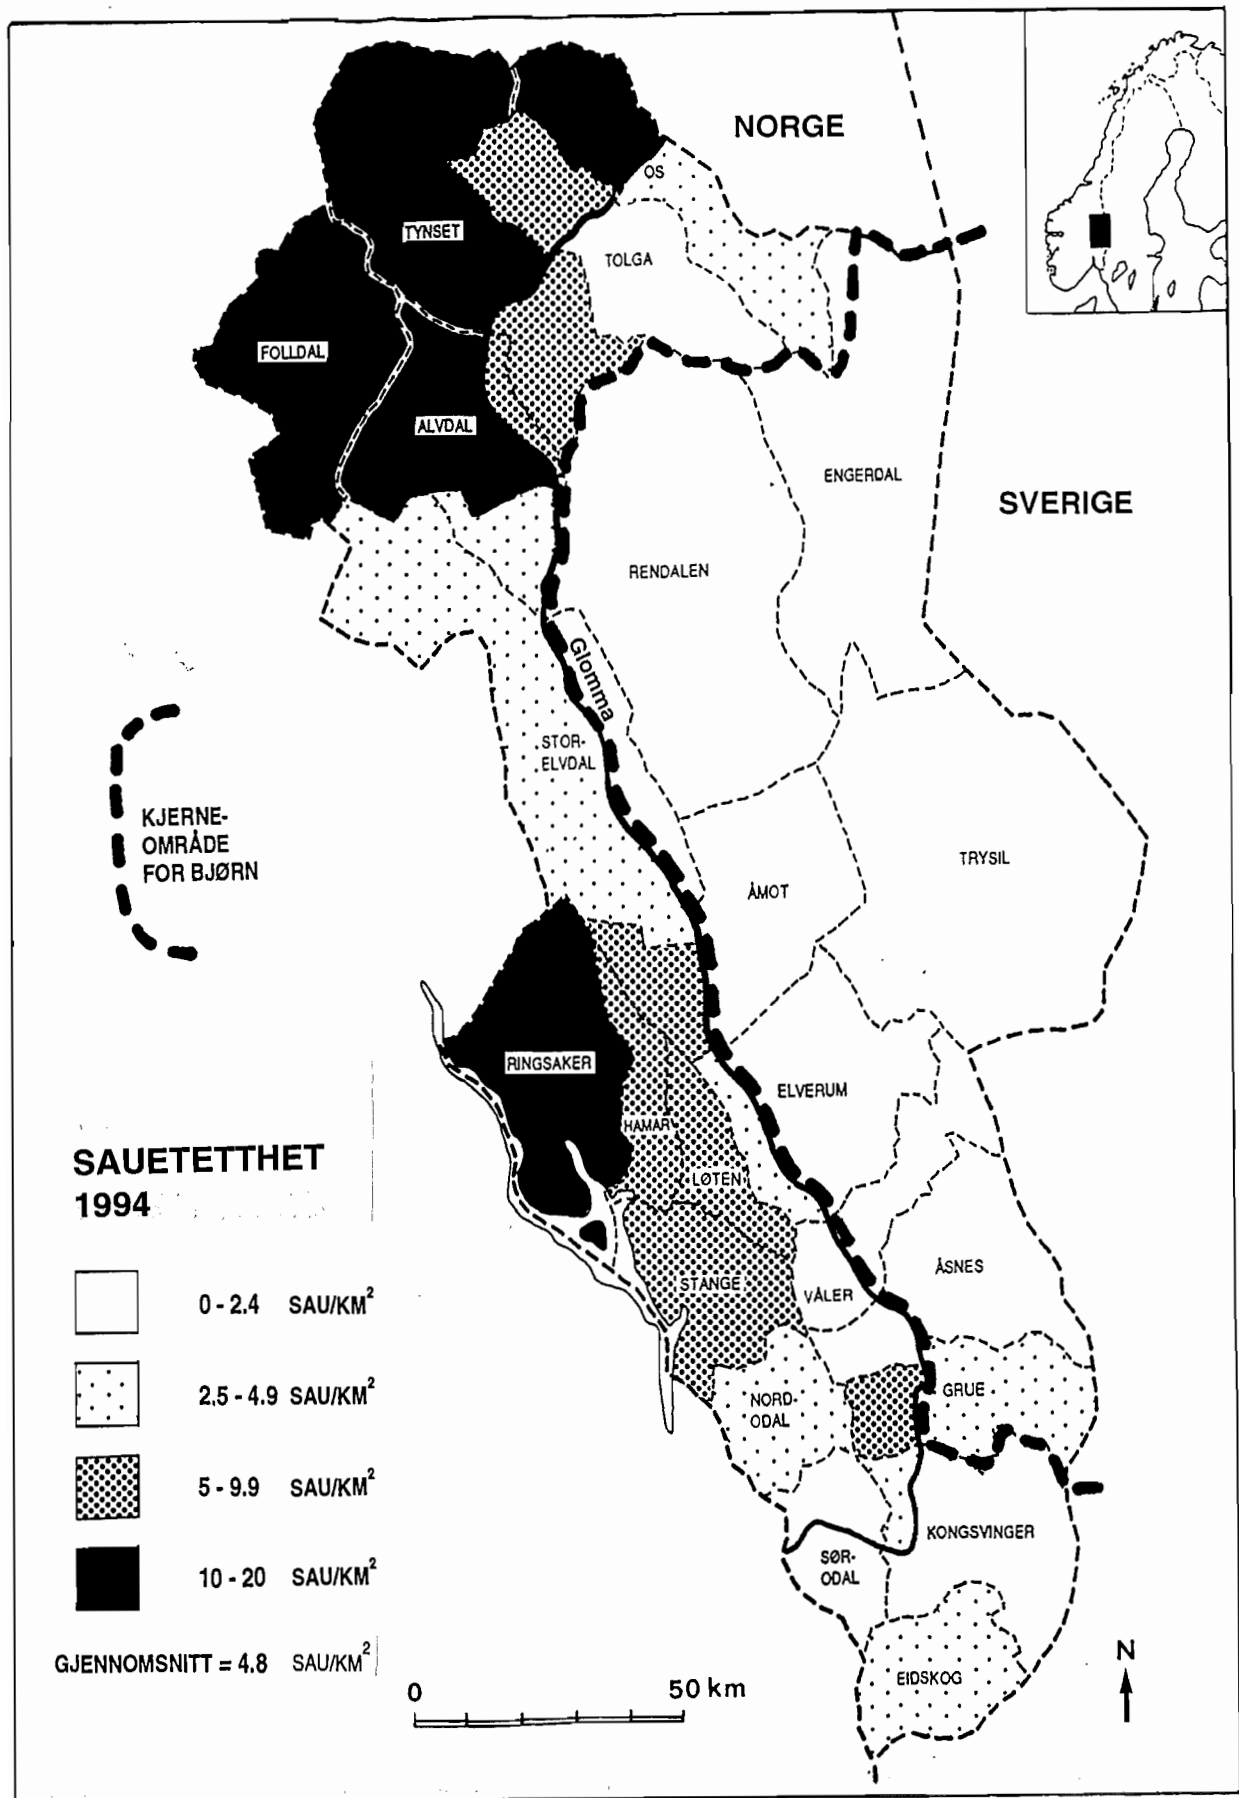 NORGE
OS
TYNSET
TOLGA
FOLLDAL
ALVDAL
ENGERDAL
SVERIGE
RENDALEN
Glomma
STOR-
ELVDAL
KJERNE-
OMRÅDE
FOR BJØRN
TRYSIL
ÅMOT
RINGSAKER
ELVERUM
HAMAR
SAUETETTHET
1994
LØTEN
ÅSNES
STANGE
VÅLER
0 - 2.4 SAU/KM²
2.5 - 4.9 SAU/KM²
GRUE
NORD-
ODAL
5 - 9.9 SAU/KM²
KONGSVINGER
SØR-
ODAL
10 - 20 SAU/KM²
GJENNOMSNITT = 4.8 SAU/KM²
EIDSKOG
N
0 50 km